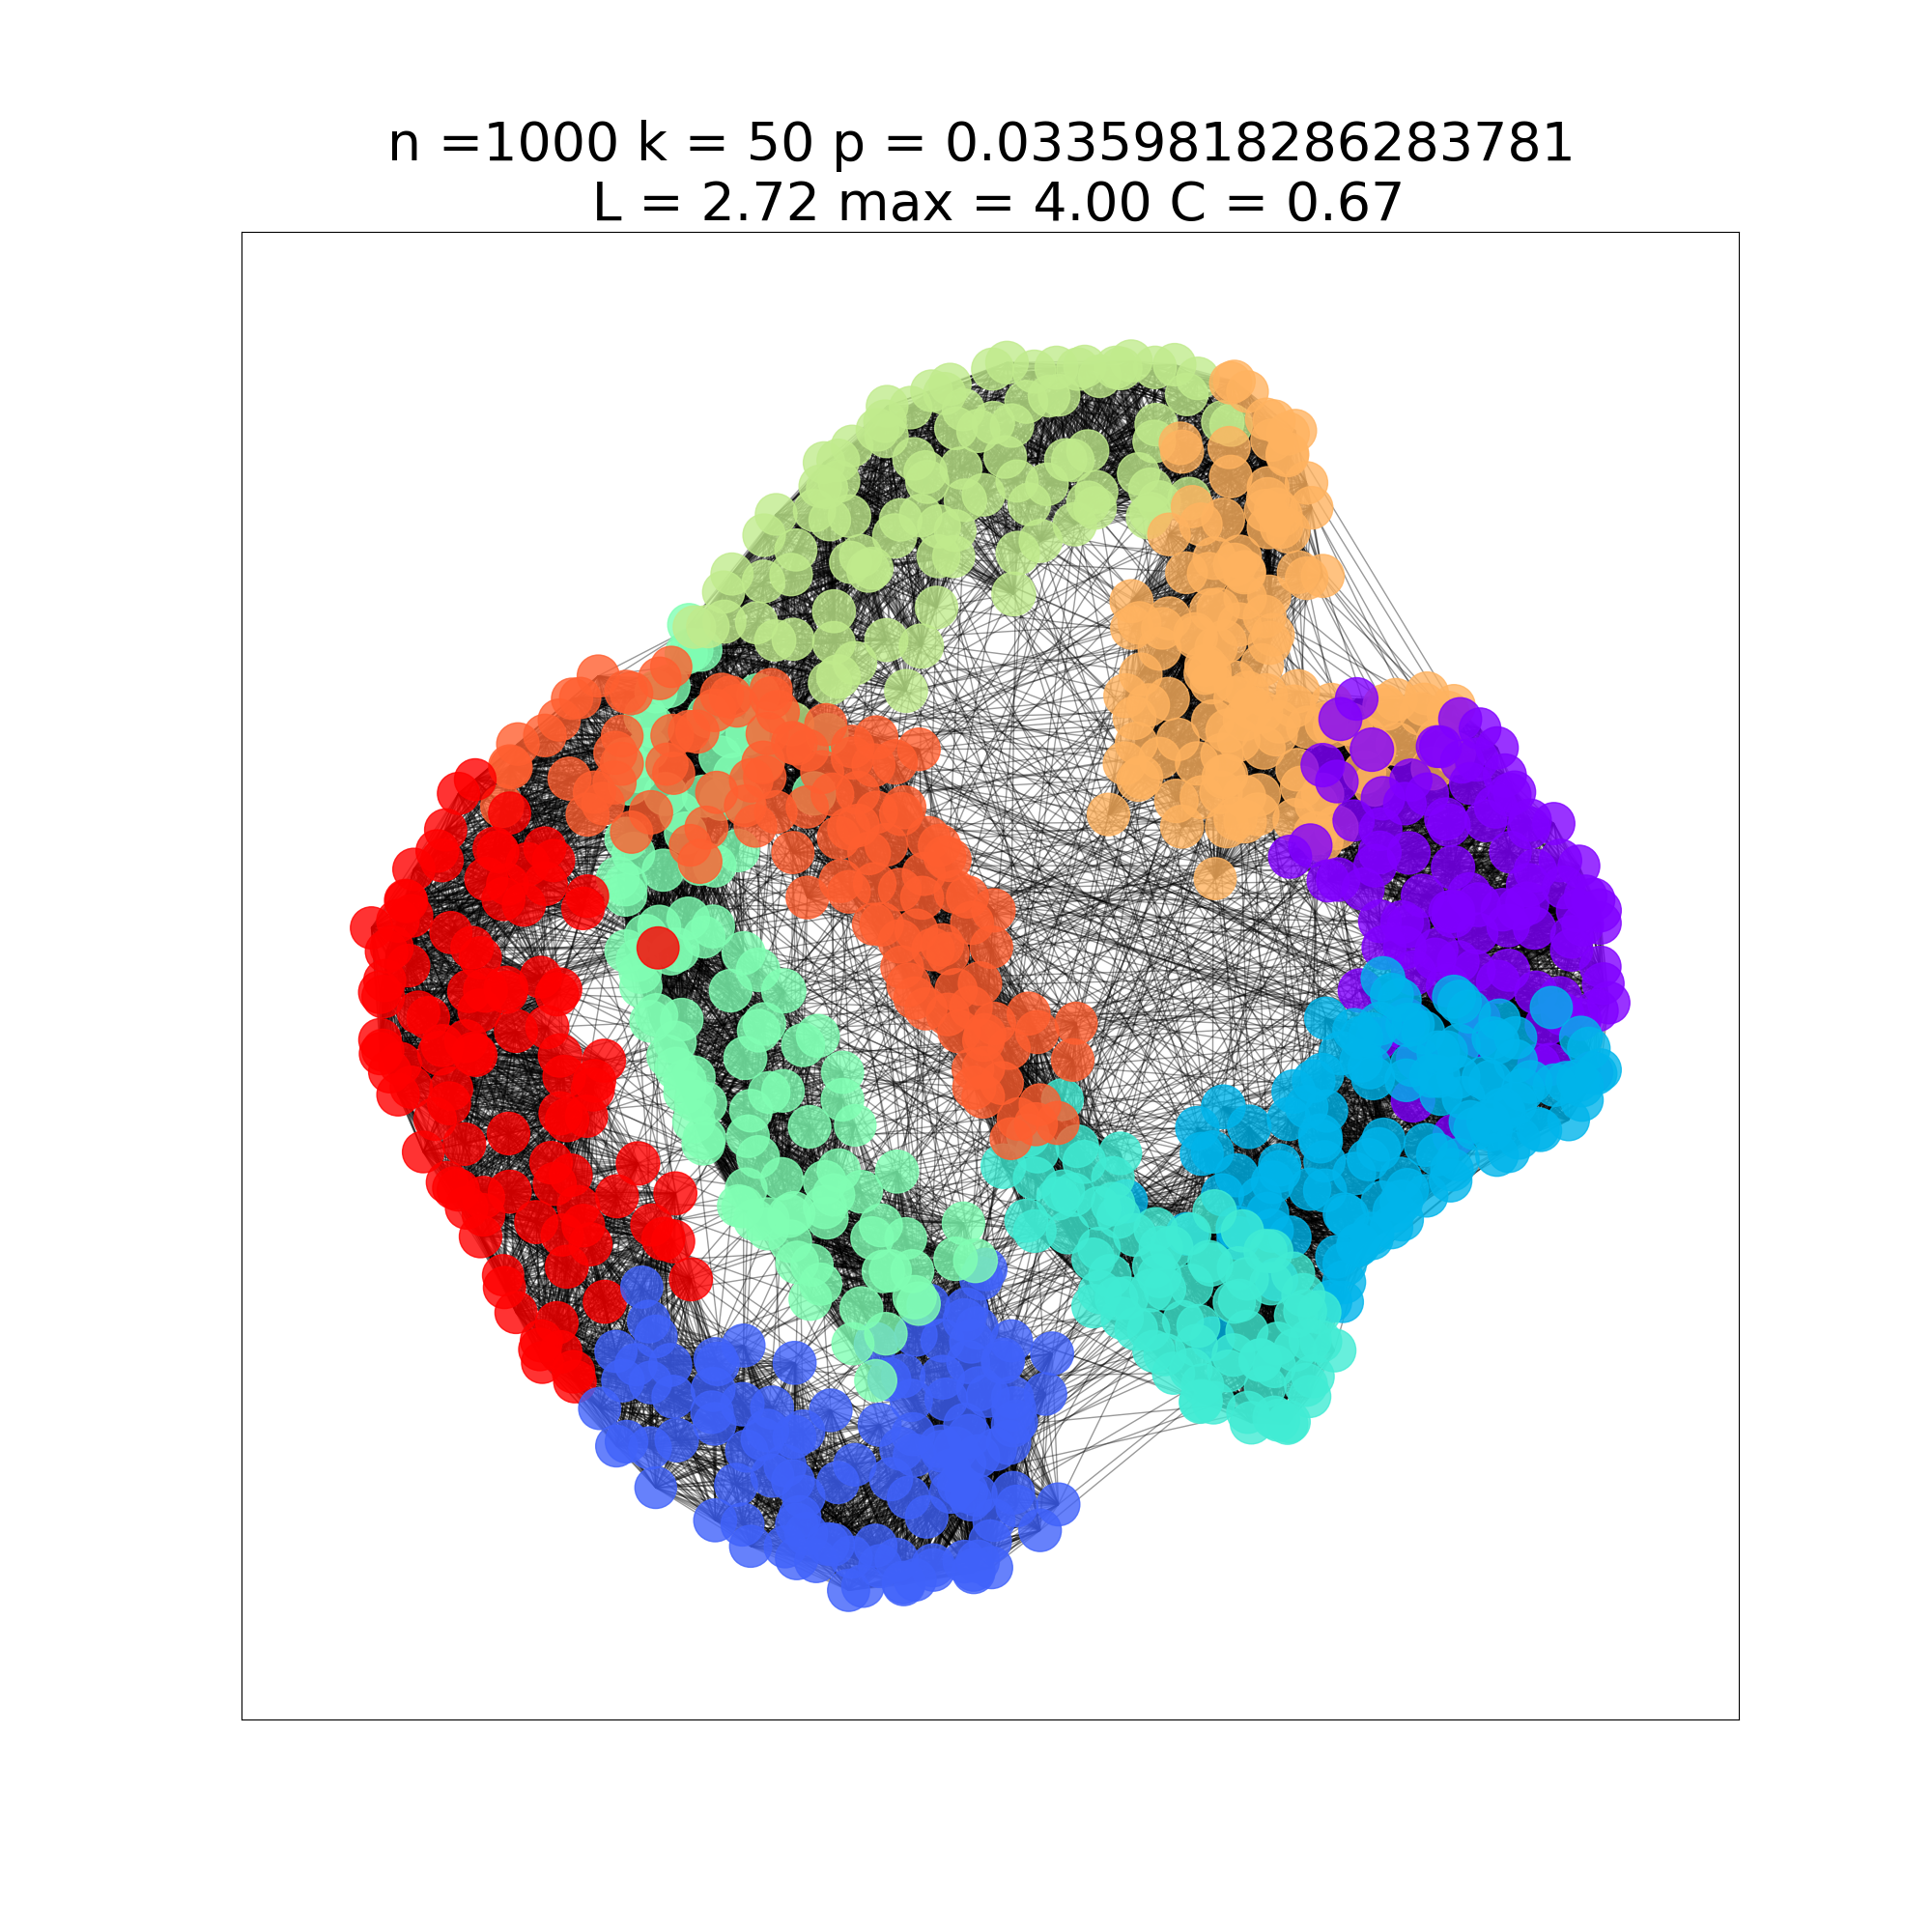 n =1000 k = 50 p = 0.03359818286283781
L = 2.72 max = 4.00 C = 0.67